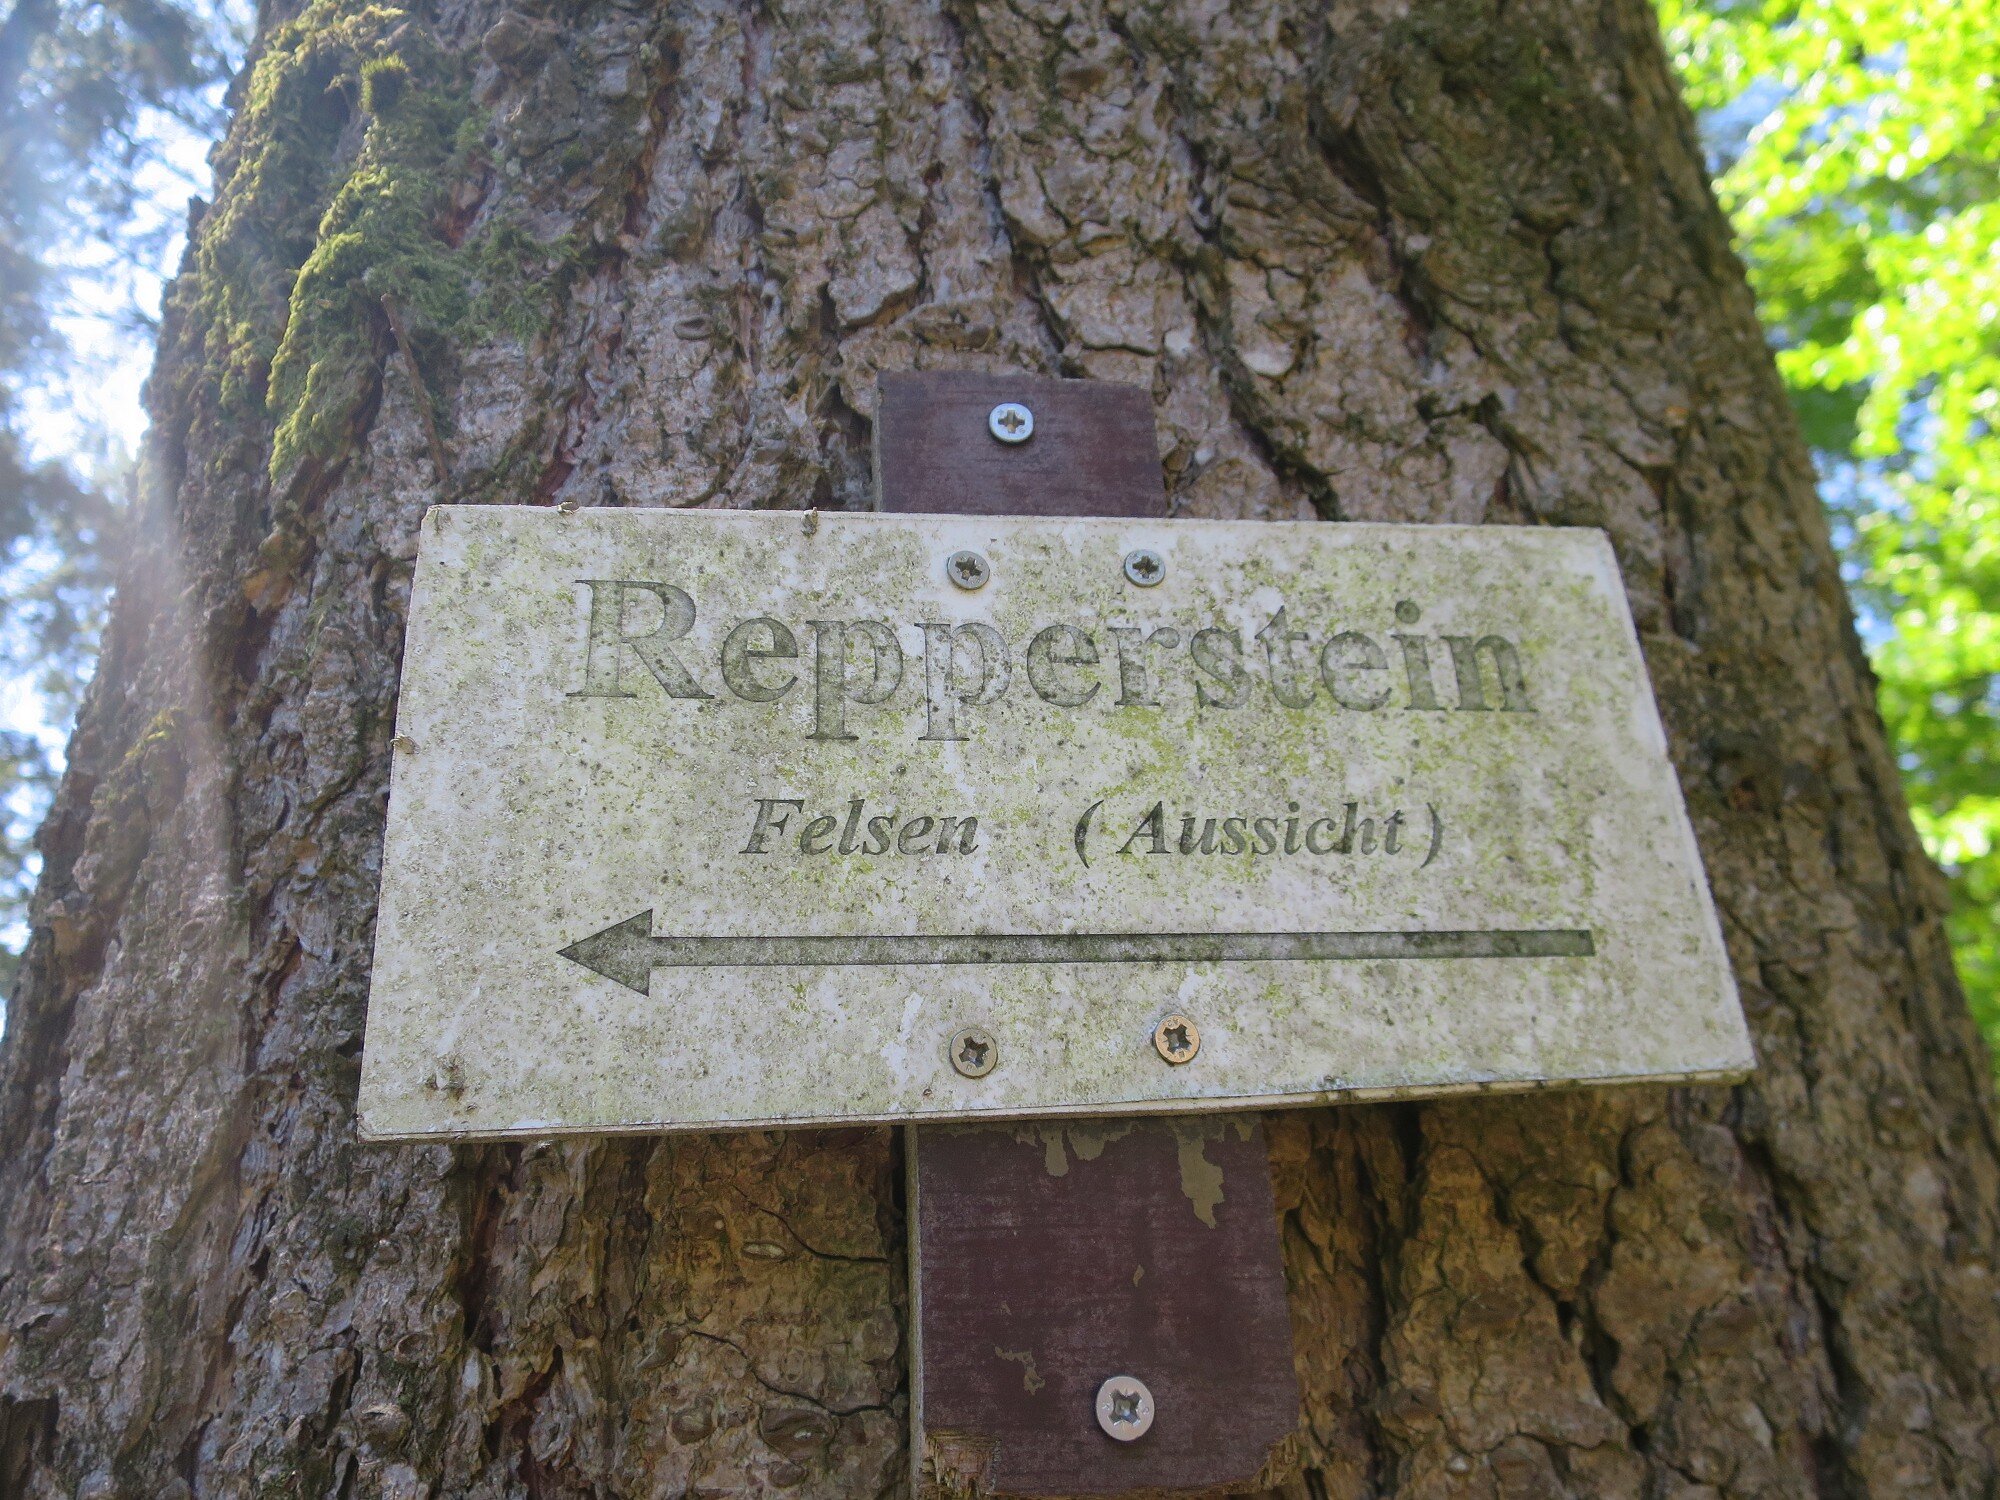 Repperstein
Felsen (Aussicht)